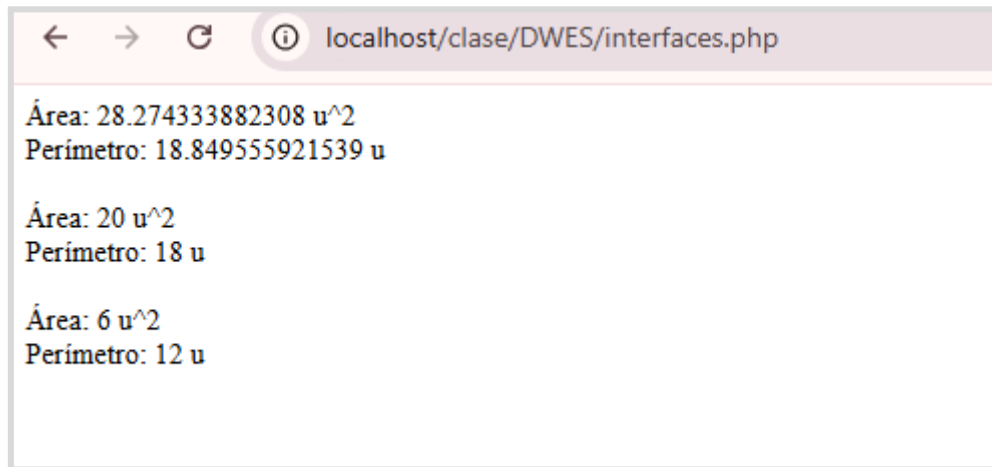 localhost/clase/DWES/interfaces.php
Área: 28.274333882308 u^2
Perímetro: 18.849555921539 u
Área: 20 u^2
Perímetro: 18 u
Área: 6 u^2
Perímetro: 12 u